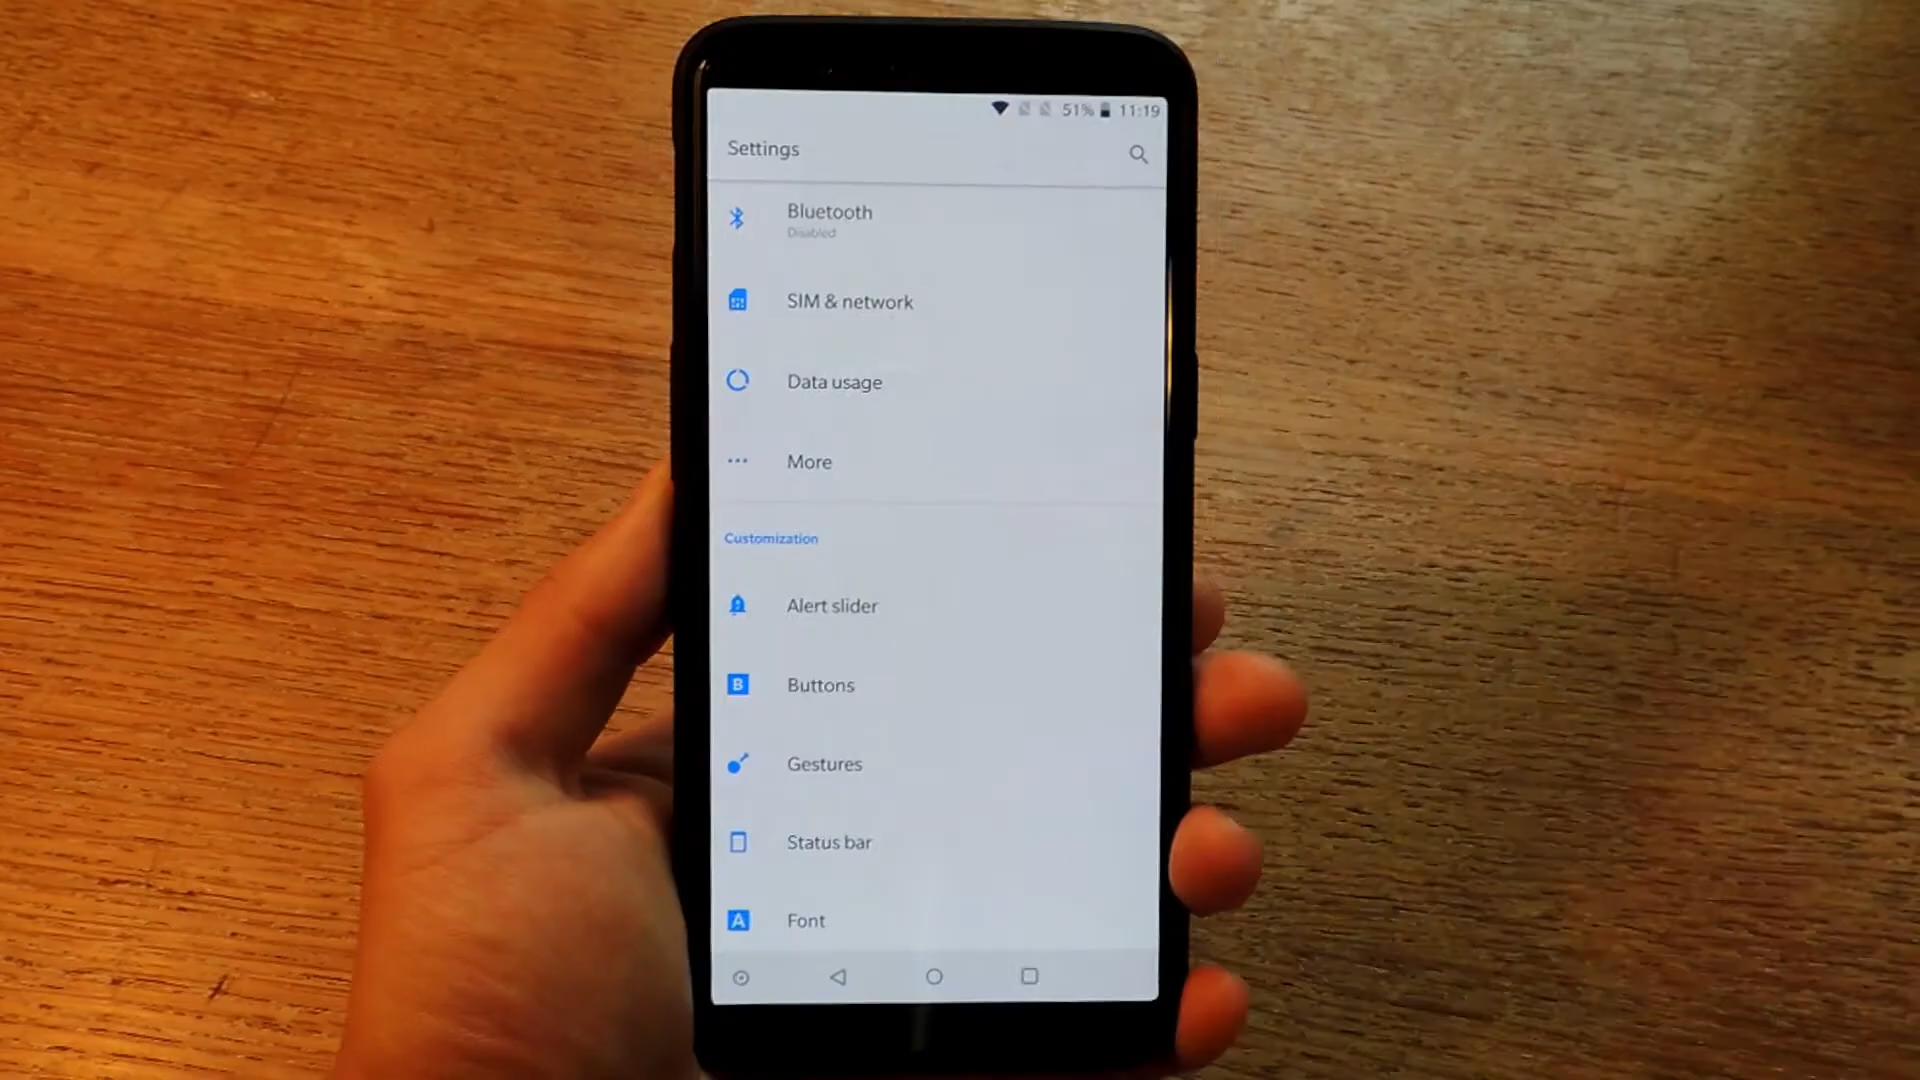 51% 11:19
Settings
Bluetooth
Disabled
SIM & network
Data usage
More
Customization
Alert slider
B Buttons
Gestures
Status bar
A Font